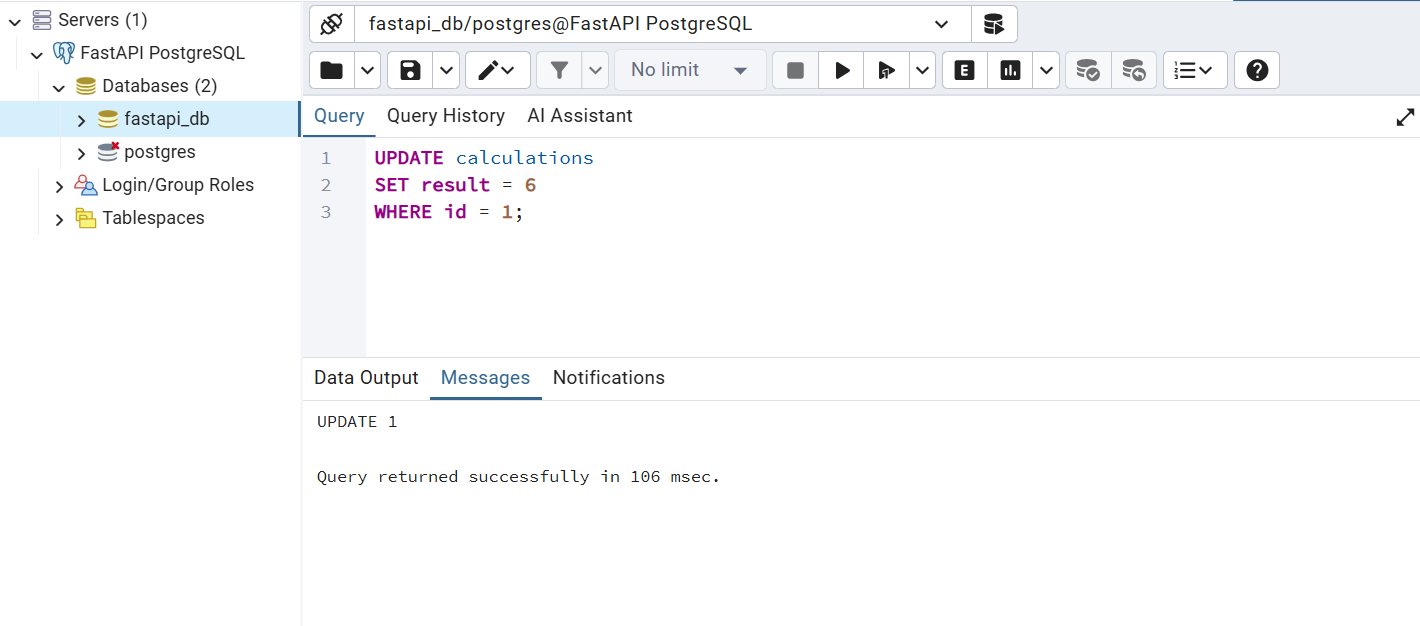 Servers (1)
FastAPI PostgreSQL
Databases (2)
fastapi_db
postgres
Login/Group Roles
Tablespaces
fastapi_db/postgres@FastAPI PostgreSQL
No limit
E
Query Query History AI Assistant
1 UPDATE calculations
2 SET result = 6
3 WHERE id = 1;
Data Output Messages Notifications
UPDATE 1
Query returned successfully in 106 msec.